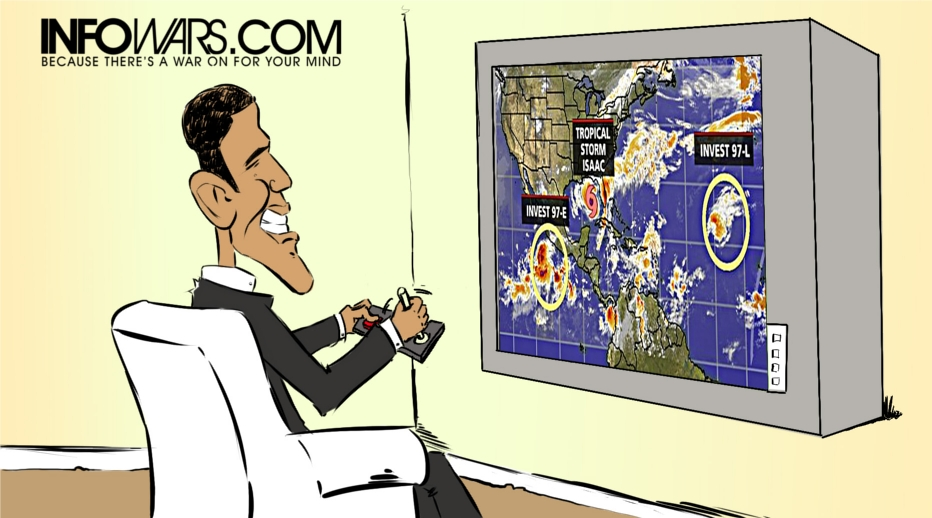 INFOWARS.COM
BECAUSE THERE'S A WAR ON FOR YOUR MIND
TROPICAL
STORM
ISAAC
INVEST 97-L
INVEST 97-E